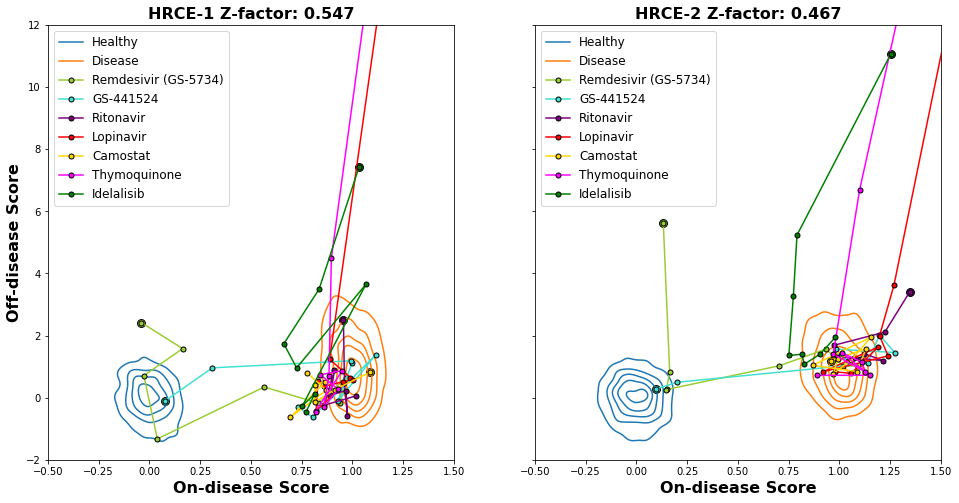 HRCE-1 Z-factor: 0.547
Healthy
Disease
Remdesivir (GS-5734)
GS-441524
Ritonavir
Lopinavir
Camostat
Thymoquinone
Idelalisib
Off-disease Score
12
10
8
6
4
2
0
−2
−0.50
−0.25
0.00
0.25
0.50
0.75
1.00
1.25
1.50
On-disease Score
HRCE-2 Z-factor: 0.467
Healthy
Disease
Remdesivir (GS-5734)
GS-441524
Ritonavir
Lopinavir
Camostat
Thymoquinone
Idelalisib
−0.50
−0.25
0.00
0.25
0.50
0.75
1.00
1.25
1.50
On-disease Score